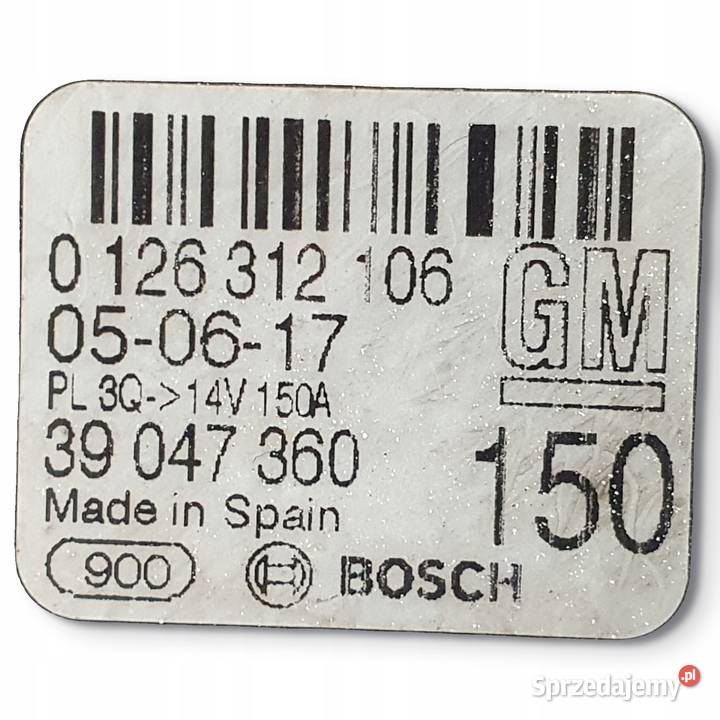 0 126 312 106
05-06-17
GM
PL 3Q->14V 150A
39 047 360
150
Made in Spain
900
BOSCH
Sprzedajemy.pl